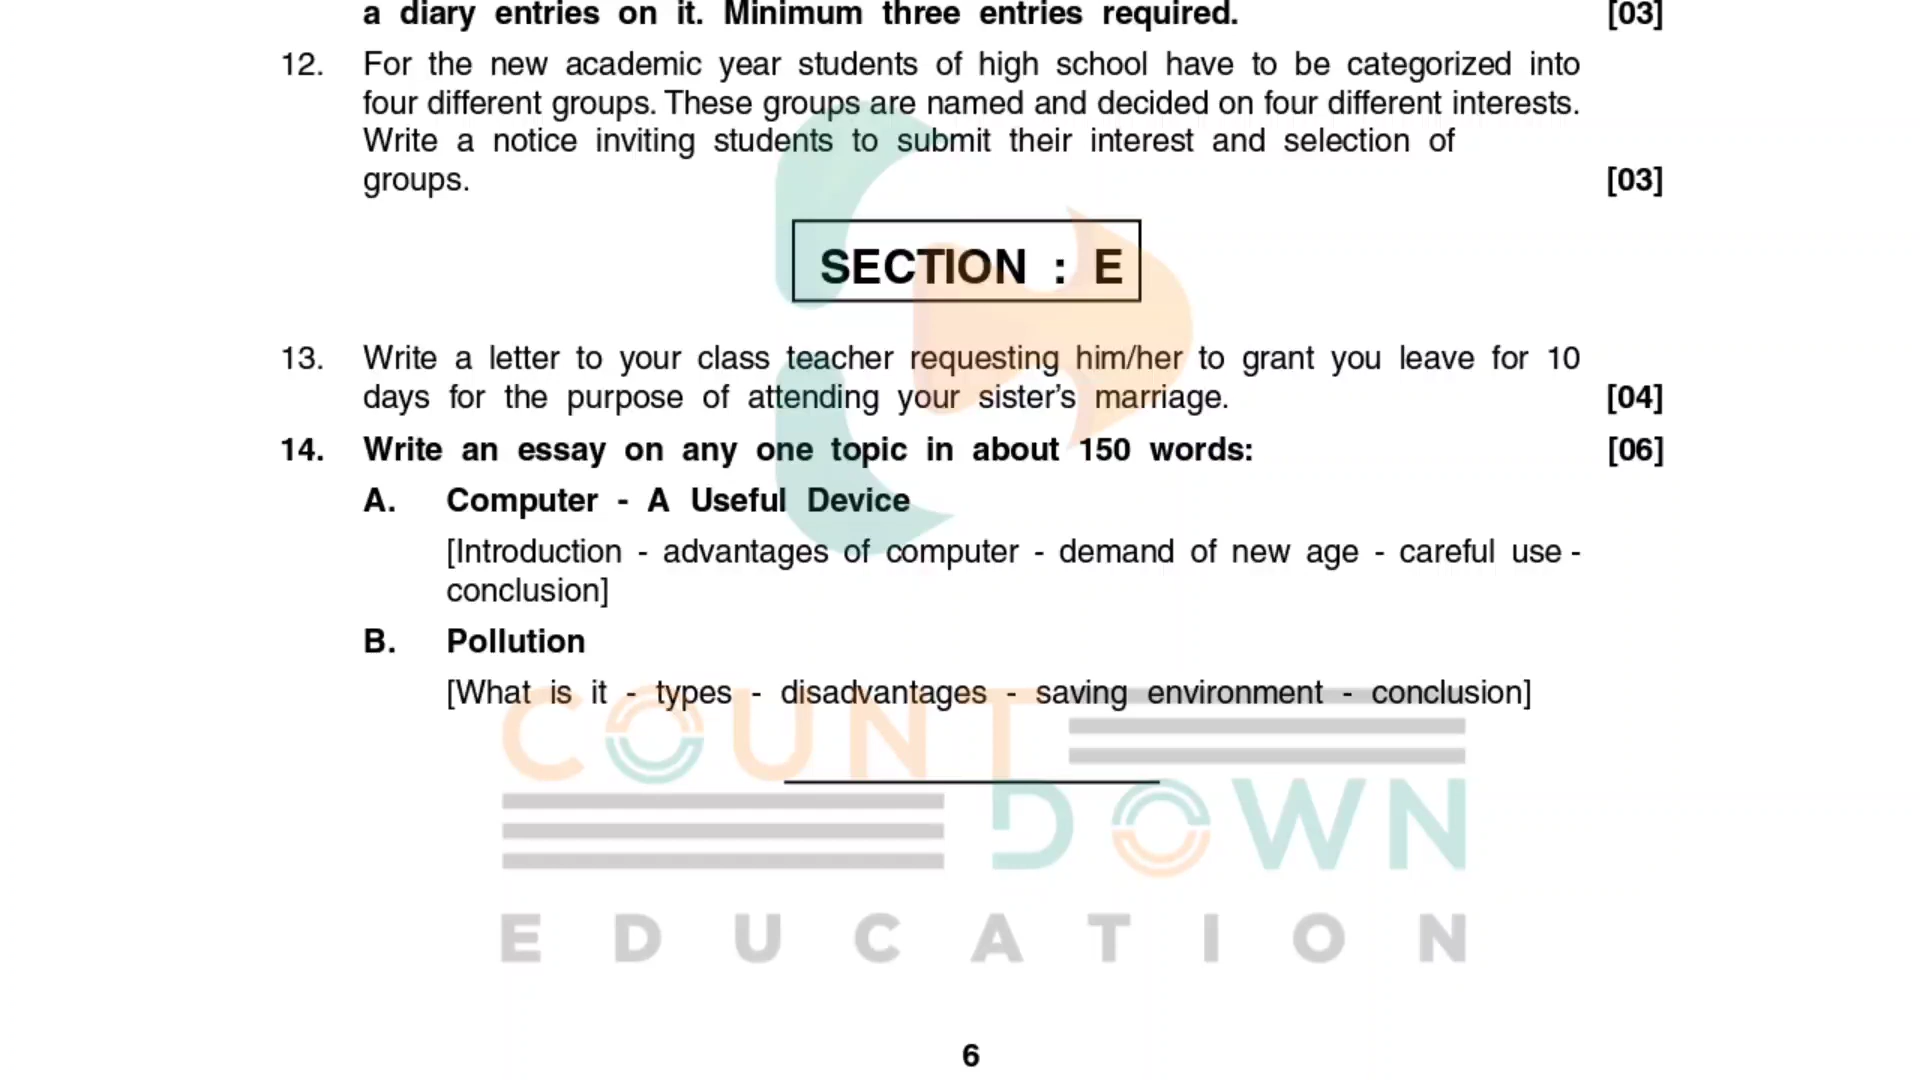 a diary entries on it. Minimum three entries required. [03]
12. For the new academic year students of high school have to be categorized into
four different groups. These groups are named and decided on four different interests.
Write a notice inviting students to submit their interest and selection of
groups. [03]
SECTION : E
13. Write a letter to your class teacher requesting him/her to grant you leave for 10
days for the purpose of attending your sister's marriage. [04]
14. Write an essay on any one topic in about 150 words: [06]
A. Computer - A Useful Device
[Introduction - advantages of computer - demand of new age - careful use -
conclusion]
B. Pollution
[What is it - types - disadvantages - saving environment - conclusion]
COUNT
DOWN
EDUCATION
6